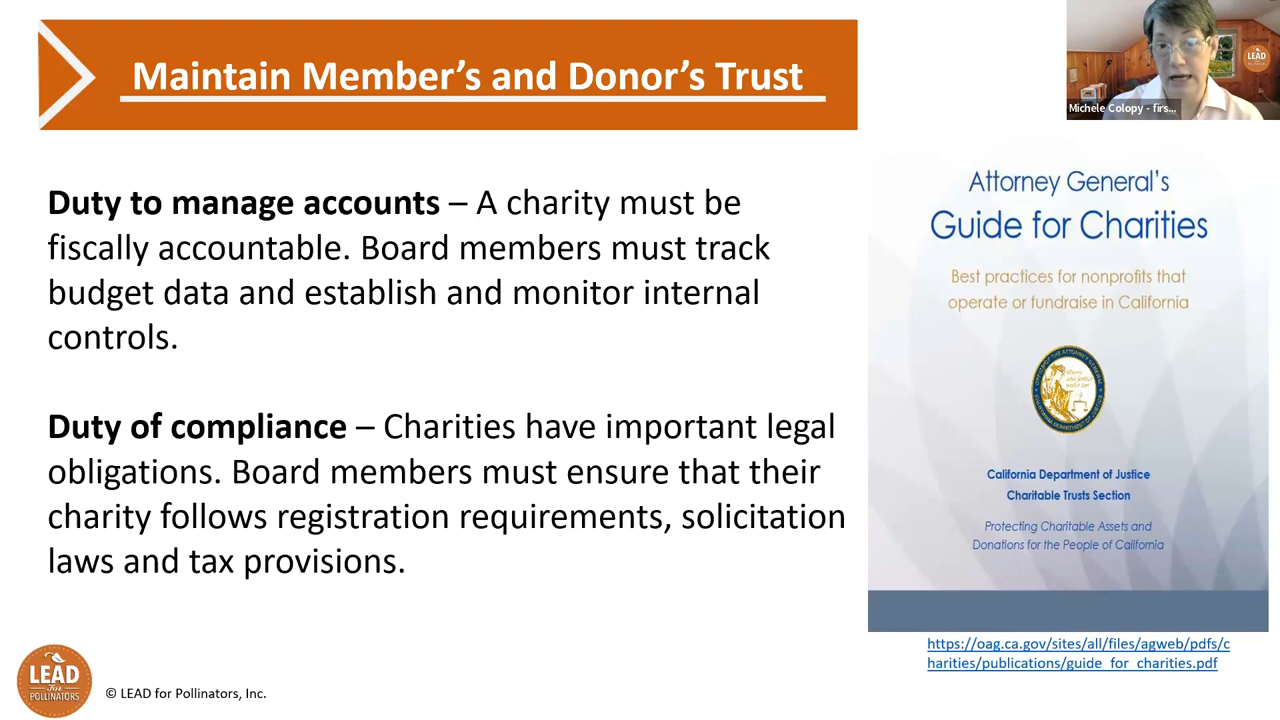 Maintain Member's and Donor's Trust
Duty to manage accounts – A charity must be
fiscally accountable. Board members must track
budget data and establish and monitor internal
controls.
Duty of compliance – Charities have important legal
obligations. Board members must ensure that their
charity follows registration requirements, solicitation
laws and tax provisions.
LEAD
for
POLLINATORS
© LEAD for Pollinators, Inc.
LEAD
Michele Colopy - firs...
Attorney General's
Guide for Charities
Best practices for nonprofits that
operate or fundraise in California
California Department of Justice
Charitable Trusts Section
Protecting Charitable Assets and
Donations for the People of California
https://oag.ca.gov/sites/all/files/agweb/pdfs/c
harities/publications/guide_for_charities.pdf